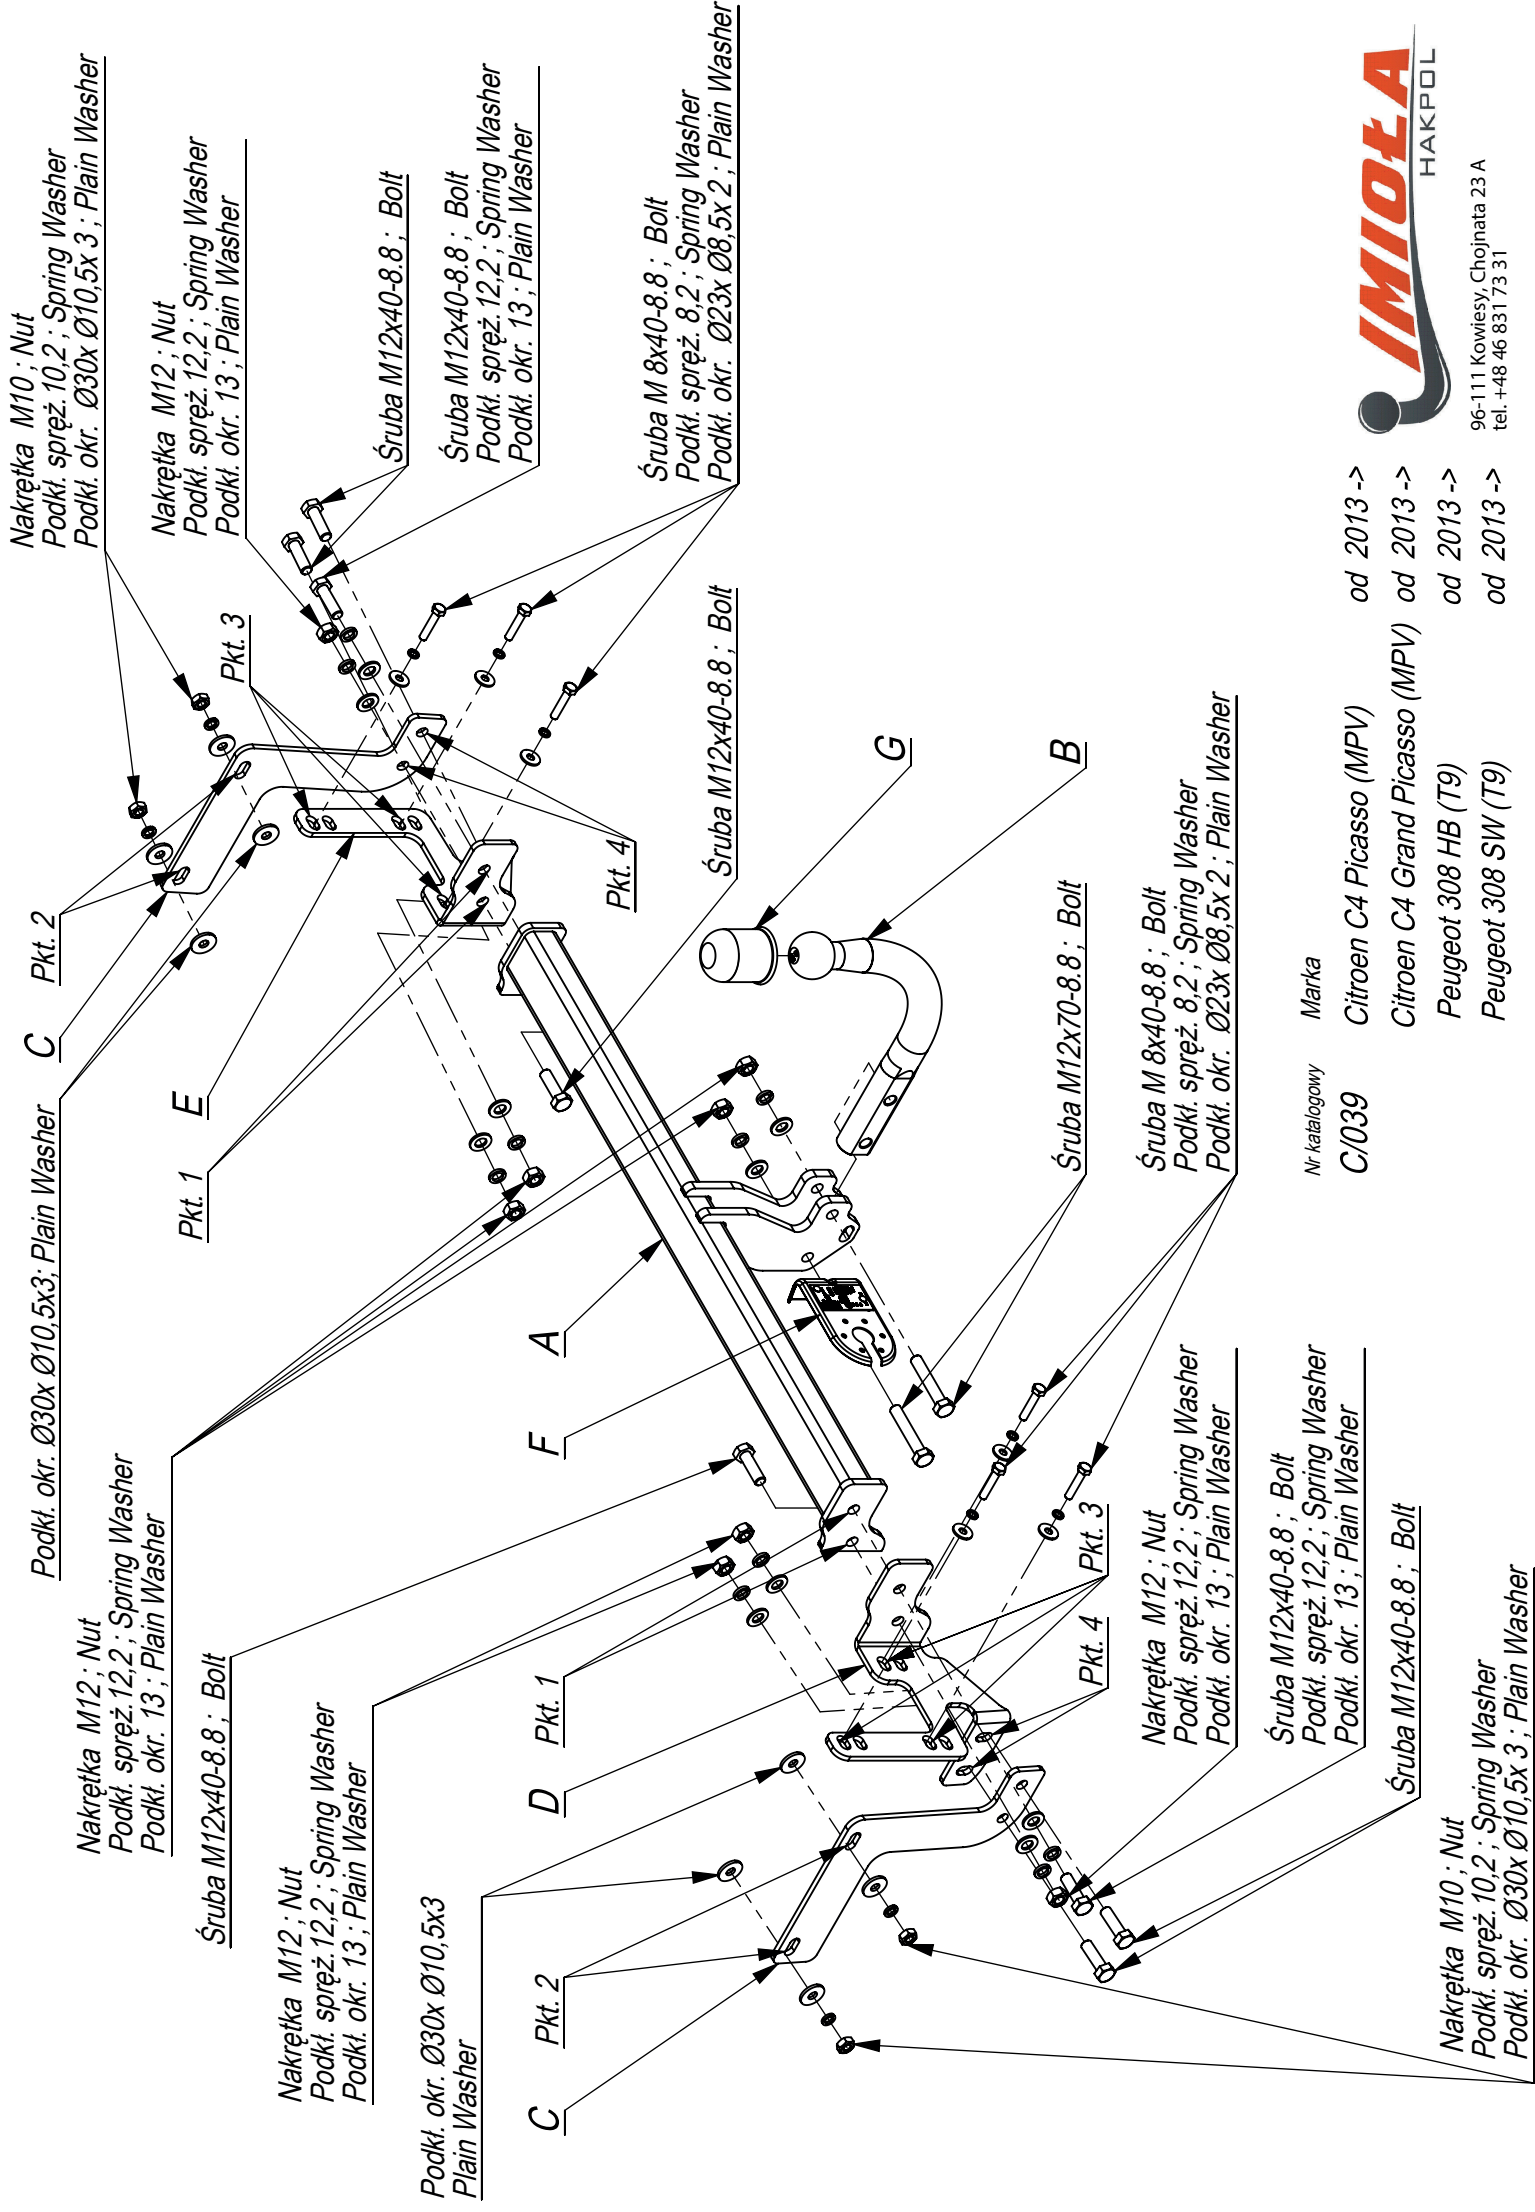 Podkł. okr. Ø30x Ø10,5x3; Plain Washer
C
Pkt. 2
Nakrętka M10 ; Nut
Podkł. spręż. 10,2 ; Spring Washer
Podkł. okr. Ø30x Ø10,5x 3 ; Plain Washer
Nakrętka M12 ; Nut
Podkł. spręż.12,2 ; Spring Washer
Podkł. okr. 13 ; Plain Washer
E
Pkt. 3
Nakrętka M12 ; Nut
Podkł. spręż.12,2 ; Spring Washer
Podkł. okr. 13 ; Plain Washer
Śruba M12x40-8.8 ; Bolt
Pkt. 1
Śruba M12x40-8.8 ; Bolt
Nakrętka M12 ; Nut
Podkł. spręż.12,2 ; Spring Washer
Podkł. okr. 13 ; Plain Washer
Śruba M12x40-8.8 ; Bolt
Podkł. spręż.12,2 ; Spring Washer
Podkł. okr. 13 ; Plain Washer
Podkł. okr. Ø30x Ø10,5x3
Plain Washer
C
Pkt. 2
D
Pkt. 1
F
A
Pkt. 4
Śruba M 8x40-8.8 ; Bolt
Podkł. spręż. 8,2 ; Spring Washer
Podkł. okr. Ø23x Ø8,5x 2 ; Plain Washer
Śruba M12x40-8.8 ; Bolt
G
B
Śruba M12x70-8.8 ; Bolt
Pkt. 4
Pkt. 3
Śruba M 8x40-8.8 ; Bolt
Podkł. spręż. 8,2 ; Spring Washer
Podkł. okr. Ø23x Ø8,5x 2 ; Plain Washer
Nakrętka M12 ; Nut
Podkł. spręż.12,2 ; Spring Washer
Podkł. okr. 13 ; Plain Washer
Śruba M12x40-8.8 ; Bolt
Podkł. spręż.12,2 ; Spring Washer
Podkł. okr. 13 ; Plain Washer
Śruba M12x40-8.8 ; Bolt
Nakrętka M10 ; Nut
Podkł. spręż. 10,2 ; Spring Washer
Podkł. okr. Ø30x Ø10,5x 3 ; Plain Washer
Nr katalogowy Marka
C/039 Citroen C4 Picasso (MPV) od 2013 ->
Citroen C4 Grand Picasso (MPV) od 2013 ->
Peugeot 308 HB (T9) od 2013 ->
Peugeot 308 SW (T9) od 2013 ->
IMIOŁA
HAKPOL
96-111 Kowiesy, Chojnata 23 A
tel. +48 46 831 73 31